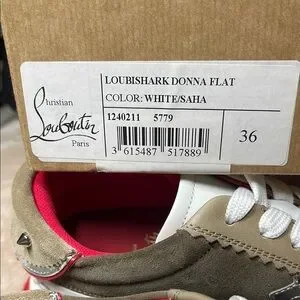 LOUBISHARK DONNA FLAT
Christian
Louboutin
Paris
COLOR: WHITE/SAHA
1240211 5779
3 615487 517889
36